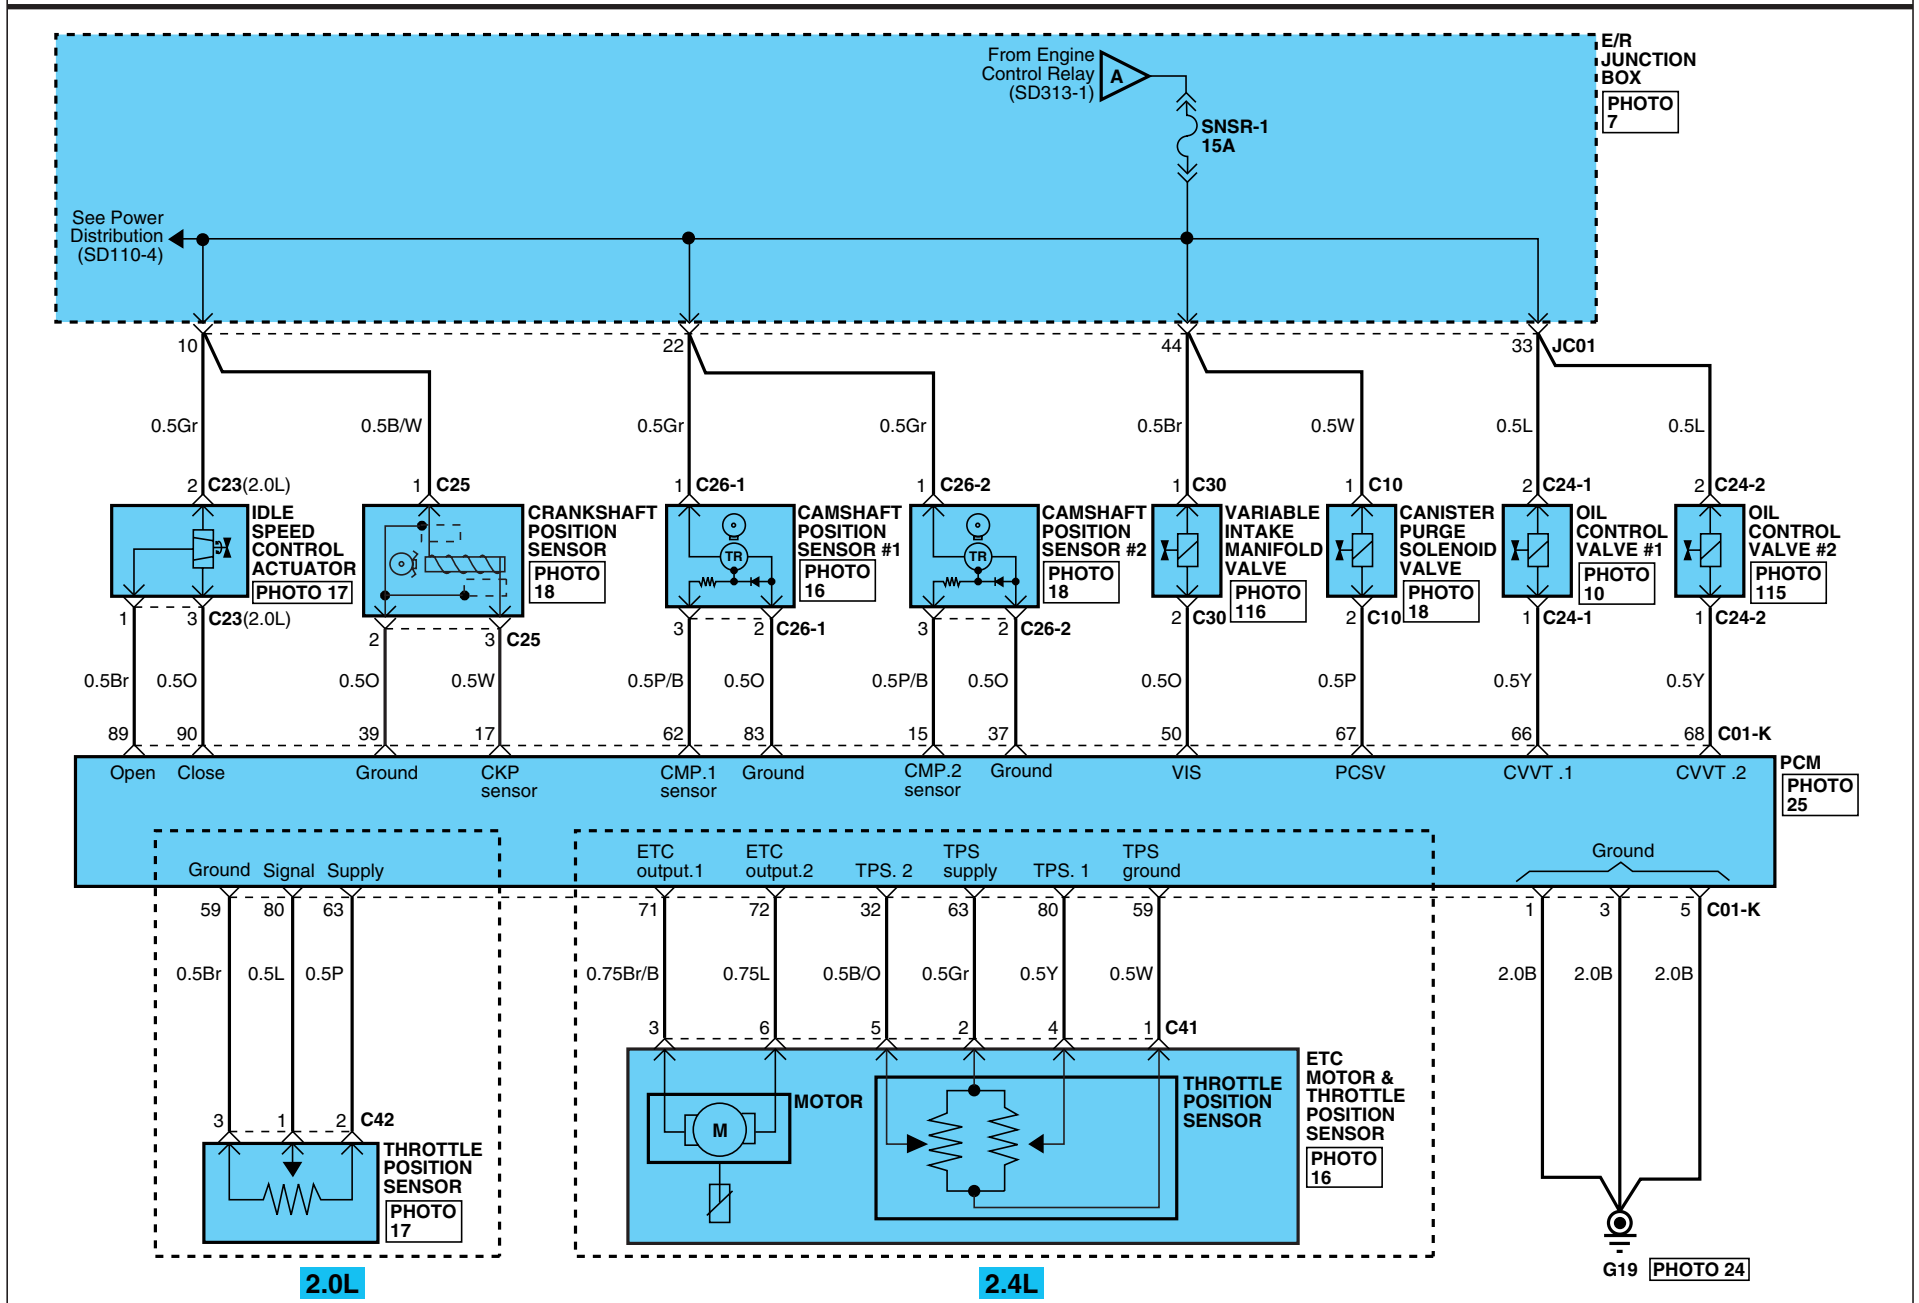 E/R
JUNCTION
BOX
PHOTO
7
From Engine
Control Relay
(SD313-1)
A
SNSR-1
15A
See Power
Distribution
(SD110-4)
10
22
44
33
JC01
0.5Gr
0.5B/W
0.5Gr
0.5Gr
0.5Br
0.5W
0.5L
0.5L
2
C23(2.0L)
1
C25
1
C26-1
1
C26-2
1
C30
1
C10
2
C24-1
2
C24-2
IDLE
SPEED
CONTROL
ACTUATOR
PHOTO 17
CRANKSHAFT
POSITION
SENSOR
PHOTO
18
TR
CAMSHAFT
POSITION
SENSOR #1
PHOTO
16
TR
CAMSHAFT
POSITION
SENSOR #2
PHOTO
18
VARIABLE
INTAKE
MANIFOLD
VALVE
PHOTO
116
CANISTER
PURGE
SOLENOID
VALVE
PHOTO
18
OIL
CONTROL
VALVE #1
PHOTO
10
OIL
CONTROL
VALVE #2
PHOTO
115
1
3
C23(2.0L)
2
3
C25
3
2
C26-1
3
2
C26-2
2
C30
2
C10
1
C24-1
1
C24-2
0.5Br
0.5O
0.5O
0.5W
0.5P/B
0.5O
0.5P/B
0.5O
0.5O
0.5P
0.5Y
0.5Y
89
90
39
17
62
83
15
37
50
67
66
68
C01-K
Open
Close
Ground
CKP
sensor
CMP.1
sensor
Ground
CMP.2
sensor
Ground
VIS
PCSV
CVVT .1
CVVT .2
PCM
PHOTO
25
Ground
Signal
Supply
ETC
output.1
ETC
output.2
TPS. 2
TPS
supply
TPS. 1
TPS
ground
Ground
59
80
63
71
72
32
63
80
59
1
3
5
C01-K
0.5Br
0.5L
0.5P
0.75Br/B
0.75L
0.5B/O
0.5Gr
0.5Y
0.5W
2.0B
2.0B
2.0B
3
6
5
2
4
1
C41
3
1
2
C42
THROTTLE
POSITION
SENSOR
PHOTO
17
MOTOR
M
THROTTLE
POSITION
SENSOR
ETC
MOTOR &
THROTTLE
POSITION
SENSOR
PHOTO
16
G19
PHOTO 24
2.0L
2.4L